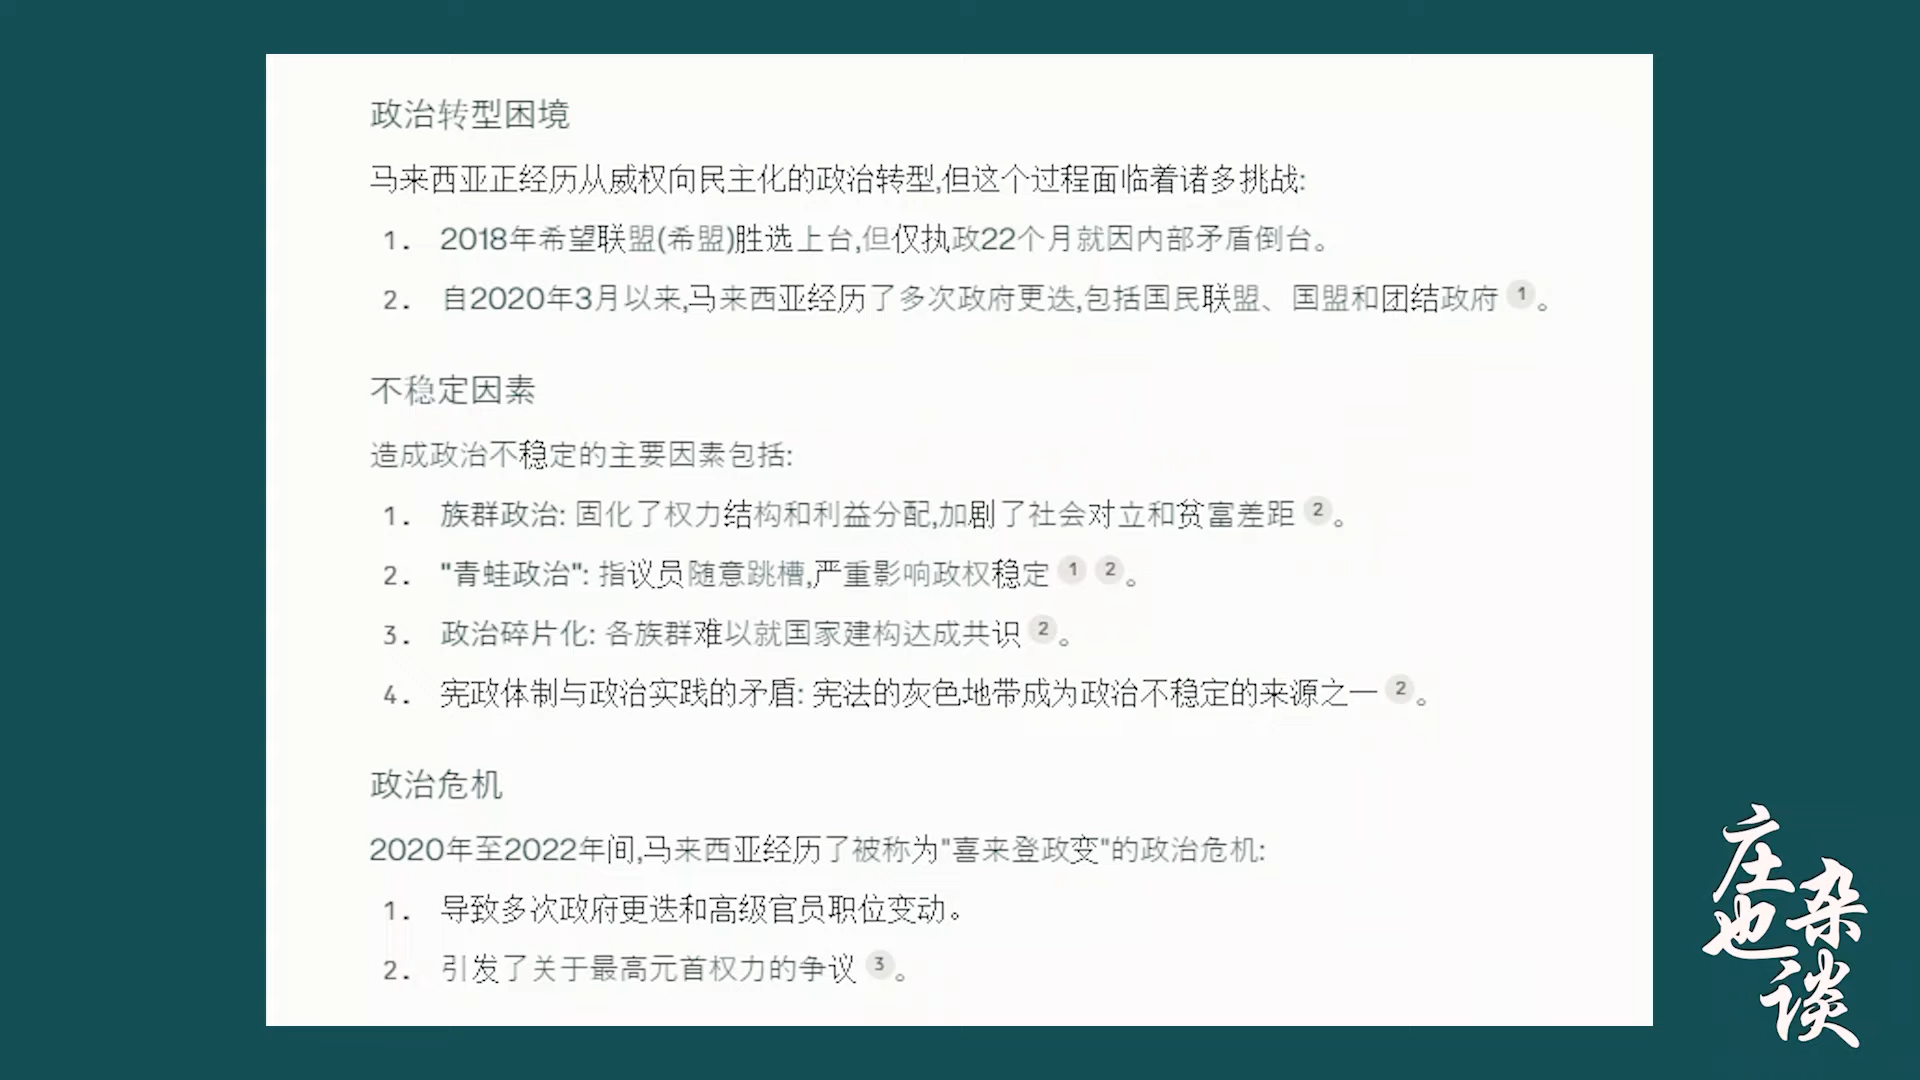 政治转型困境
马来西亚正经历从威权向民主化的政治转型,但这个过程面临着诸多挑战:
1. 2018年希望联盟(希盟)胜选上台,但仅执政22个月就因内部矛盾倒台。
2. 自2020年3月以来,马来西亚经历了多次政府更迭,包括国民联盟、国盟和团结政府 1 。
不稳定因素
造成政治不稳定的主要因素包括:
1. 族群政治: 固化了权力结构和利益分配,加剧了社会对立和贫富差距 2 。
2. "青蛙政治": 指议员随意跳槽,严重影响政权稳定 1 2 。
3. 政治碎片化: 各族群难以就国家建构达成共识 2 。
4. 宪政体制与政治实践的矛盾: 宪法的灰色地带成为政治不稳定的来源之一 2 。
政治危机
2020年至2022年间,马来西亚经历了被称为"喜来登政变"的政治危机:
1. 导致多次政府更迭和高级官员职位变动。
2. 引发了关于最高元首权力的争议 3 。
庄也杂谈